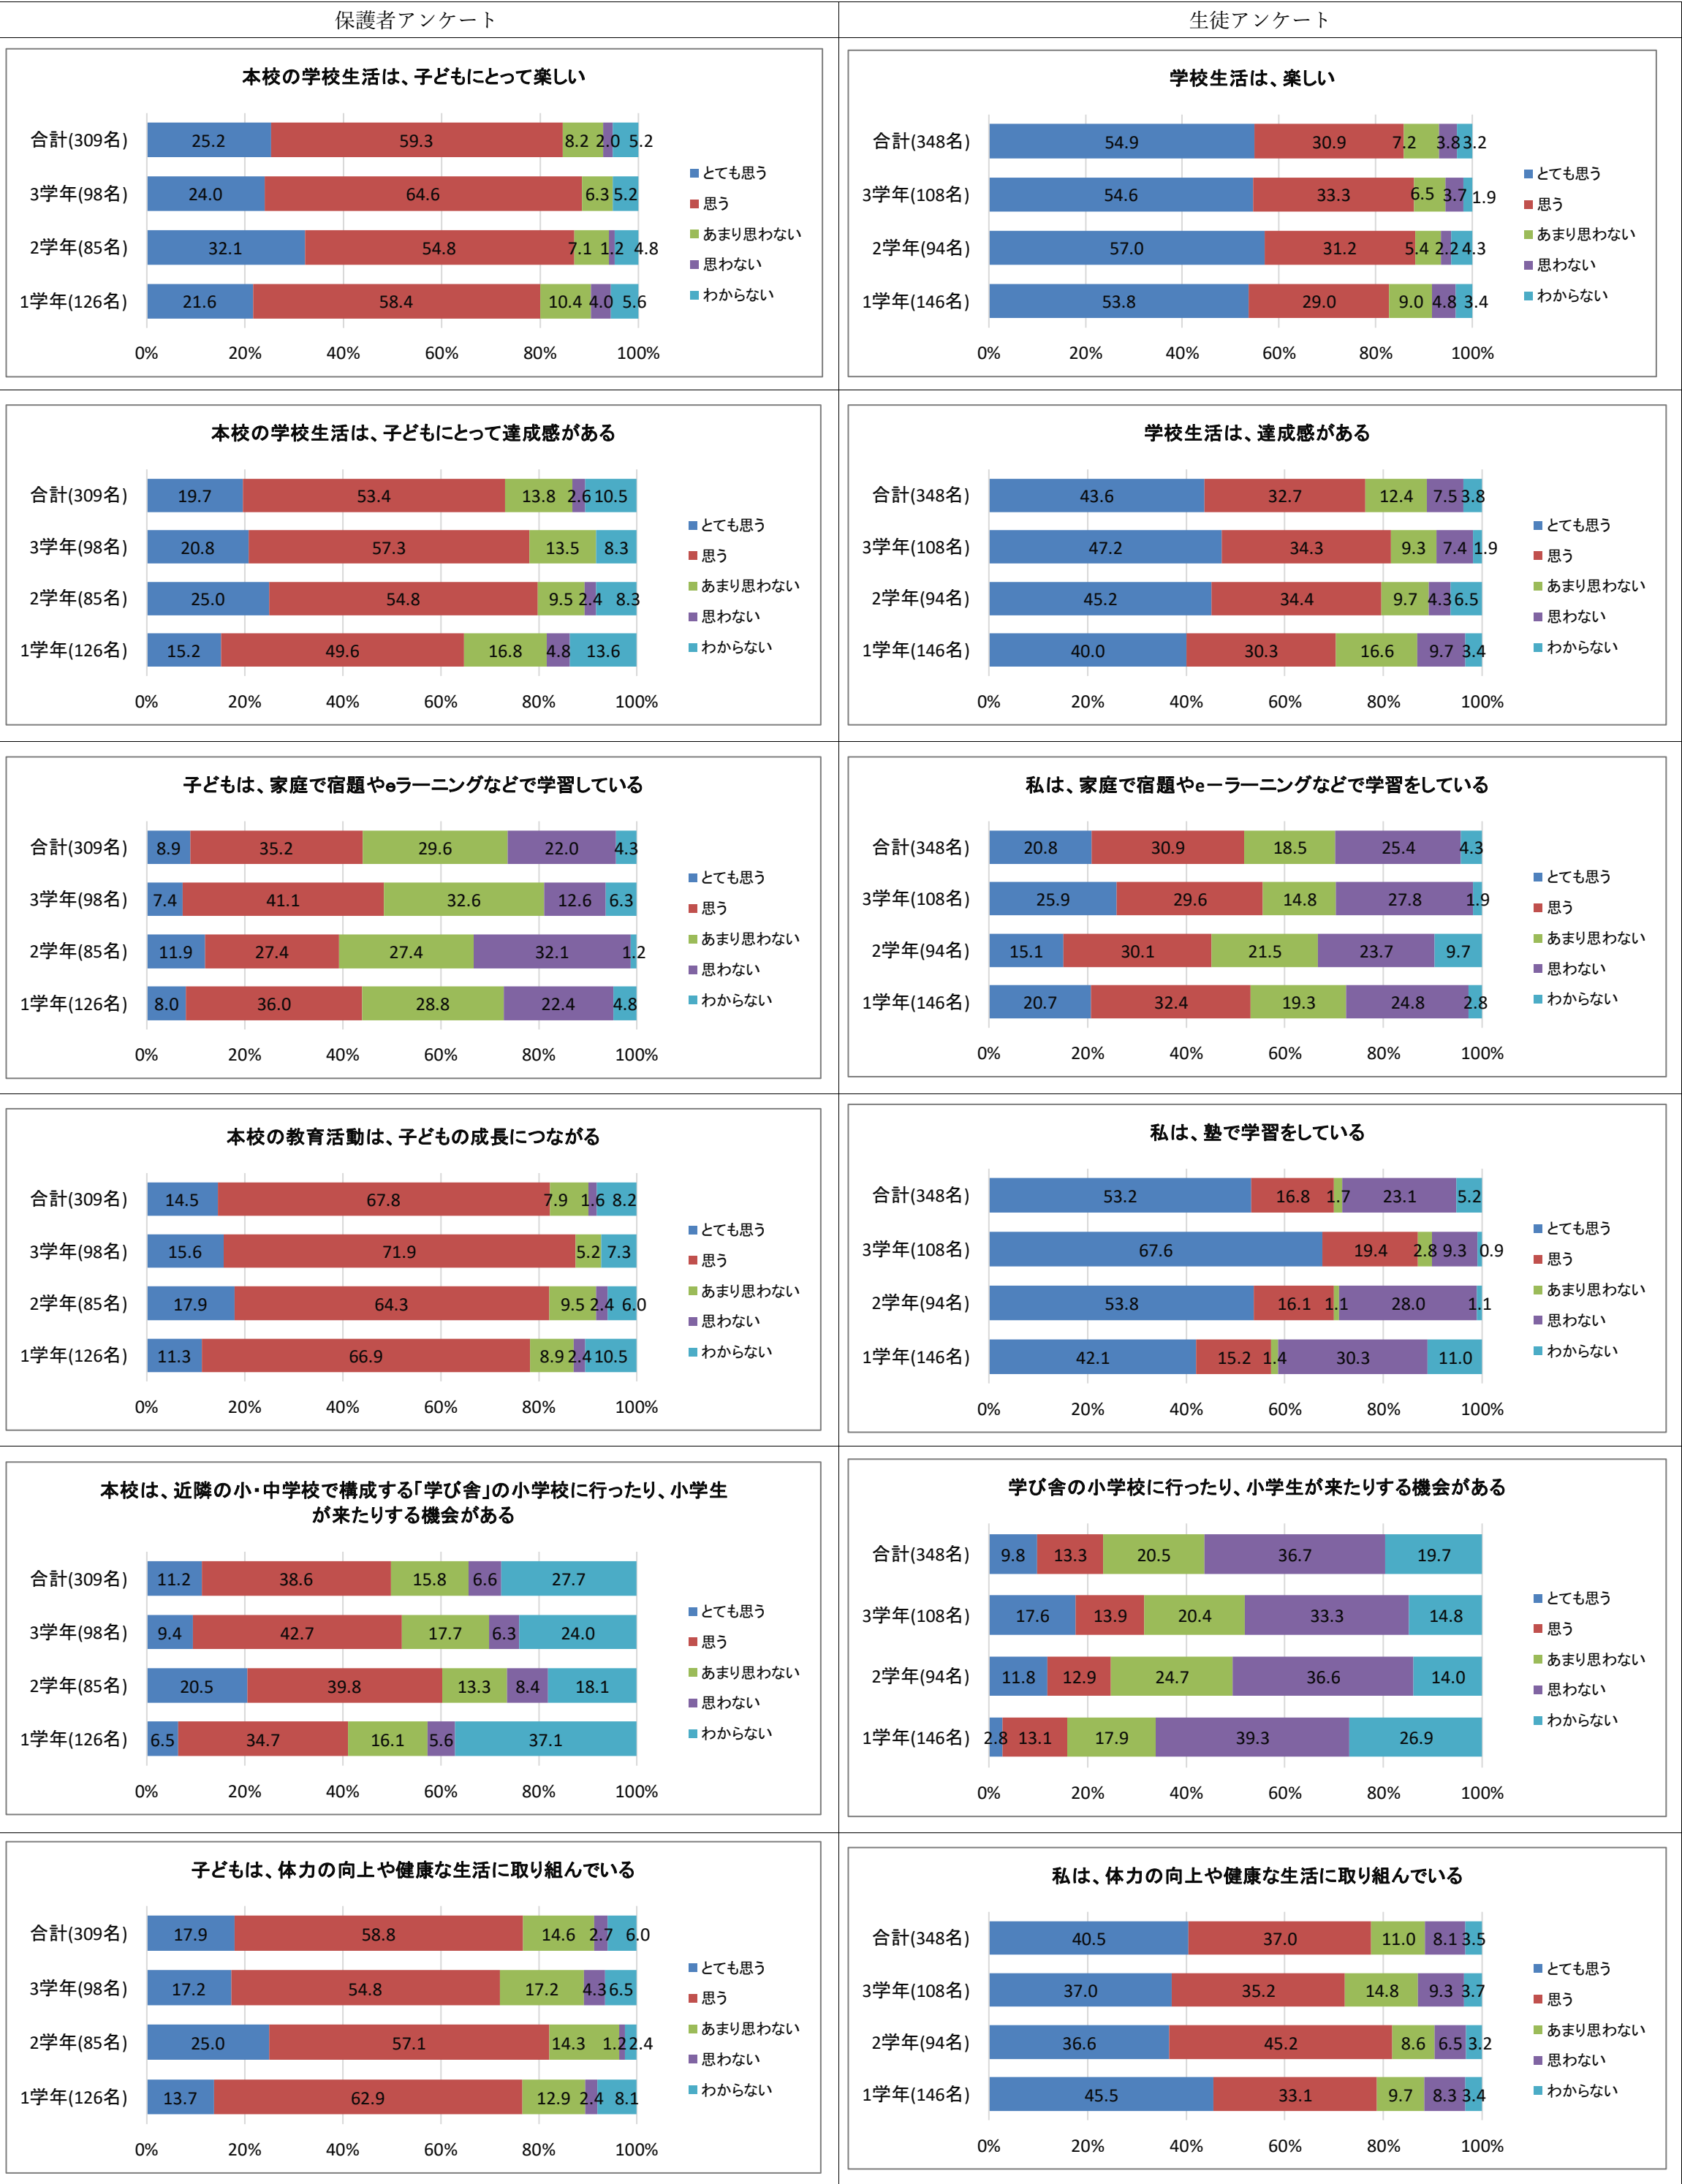 保護者アンケート
生徒アンケート
本校の学校生活は、子どもにとって楽しい
合計(309名) 25.2 59.3 8.2 2.0 5.2
3学年(98名) 24.0 64.6 6.3 5.2
2学年(85名) 32.1 54.8 7.1 1.2 4.8
1学年(126名) 21.6 58.4 10.4 4.0 5.6
0% 20% 40% 60% 80% 100%
とても思う
思う
あまり思わない
思わない
わからない
学校生活は、楽しい
合計(348名) 54.9 30.9 7.2 3.8 3.2
3学年(108名) 54.6 33.3 6.5 3.7 1.9
2学年(94名) 57.0 31.2 5.4 2.2 4.3
1学年(146名) 53.8 29.0 9.0 4.8 3.4
0% 20% 40% 60% 80% 100%
とても思う
思う
あまり思わない
思わない
わからない
本校の学校生活は、子どもにとって達成感がある
合計(309名) 19.7 53.4 13.8 2.6 10.5
3学年(98名) 20.8 57.3 13.5 8.3
2学年(85名) 25.0 54.8 9.5 2.4 8.3
1学年(126名) 15.2 49.6 16.8 4.8 13.6
0% 20% 40% 60% 80% 100%
とても思う
思う
あまり思わない
思わない
わからない
学校生活は、達成感がある
合計(348名) 43.6 32.7 12.4 7.5 3.8
3学年(108名) 47.2 34.3 9.3 7.4 1.9
2学年(94名) 45.2 34.4 9.7 4.3 6.5
1学年(146名) 40.0 30.3 16.6 9.7 3.4
0% 20% 40% 60% 80% 100%
とても思う
思う
あまり思わない
思わない
わからない
子どもは、家庭で宿題やeラーニングなどで学習している
合計(309名) 8.9 35.2 29.6 22.0 4.3
3学年(98名) 7.4 41.1 32.6 12.6 6.3
2学年(85名) 11.9 27.4 27.4 32.1 1.2
1学年(126名) 8.0 36.0 28.8 22.4 4.8
0% 20% 40% 60% 80% 100%
とても思う
思う
あまり思わない
思わない
わからない
私は、家庭で宿題やe－ラーニングなどで学習をしている
合計(348名) 20.8 30.9 18.5 25.4 4.3
3学年(108名) 25.9 29.6 14.8 27.8 1.9
2学年(94名) 15.1 30.1 21.5 23.7 9.7
1学年(146名) 20.7 32.4 19.3 24.8 2.8
0% 20% 40% 60% 80% 100%
とても思う
思う
あまり思わない
思わない
わからない
本校の教育活動は、子どもの成長につながる
合計(309名) 14.5 67.8 7.9 1.6 8.2
3学年(98名) 15.6 71.9 5.2 7.3
2学年(85名) 17.9 64.3 9.5 2.4 6.0
1学年(126名) 11.3 66.9 8.9 2.4 10.5
0% 20% 40% 60% 80% 100%
とても思う
思う
あまり思わない
思わない
わからない
私は、塾で学習をしている
合計(348名) 53.2 16.8 1.7 23.1 5.2
3学年(108名) 67.6 19.4 2.8 9.3 0.9
2学年(94名) 53.8 16.1 1.1 28.0 1.1
1学年(146名) 42.1 15.2 1.4 30.3 11.0
0% 20% 40% 60% 80% 100%
とても思う
思う
あまり思わない
思わない
わからない
本校は、近隣の小・中学校で構成する「学び舎」の小学校に行ったり、小学生
が来たりする機会がある
合計(309名) 11.2 38.6 15.8 6.6 27.7
3学年(98名) 9.4 42.7 17.7 6.3 24.0
2学年(85名) 20.5 39.8 13.3 8.4 18.1
1学年(126名) 6.5 34.7 16.1 5.6 37.1
0% 20% 40% 60% 80% 100%
とても思う
思う
あまり思わない
思わない
わからない
学び舎の小学校に行ったり、小学生が来たりする機会がある
合計(348名) 9.8 13.3 20.5 36.7 19.7
3学年(108名) 17.6 13.9 20.4 33.3 14.8
2学年(94名) 11.8 12.9 24.7 36.6 14.0
1学年(146名) 2.8 13.1 17.9 39.3 26.9
0% 20% 40% 60% 80% 100%
とても思う
思う
あまり思わない
思わない
わからない
子どもは、体力の向上や健康な生活に取り組んでいる
合計(309名) 17.9 58.8 14.6 2.7 6.0
3学年(98名) 17.2 54.8 17.2 4.3 6.5
2学年(85名) 25.0 57.1 14.3 1.2 2.4
1学年(126名) 13.7 62.9 12.9 2.4 8.1
0% 20% 40% 60% 80% 100%
とても思う
思う
あまり思わない
思わない
わからない
私は、体力の向上や健康な生活に取り組んでいる
合計(348名) 40.5 37.0 11.0 8.1 3.5
3学年(108名) 37.0 35.2 14.8 9.3 3.7
2学年(94名) 36.6 45.2 8.6 6.5 3.2
1学年(146名) 45.5 33.1 9.7 8.3 3.4
0% 20% 40% 60% 80% 100%
とても思う
思う
あまり思わない
思わない
わからない